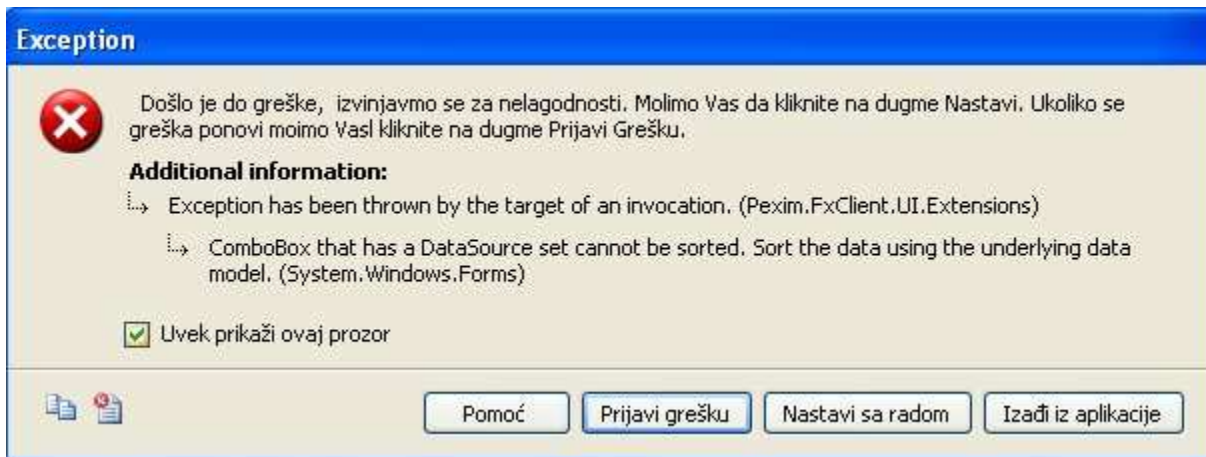 Exception
Došlo je do greške, izvinjavmo se za nelagodnosti. Molimo Vas da kliknite na dugme Nastavi. Ukoliko se
greška ponovi moimo Vasl kliknite na dugme Prijavi Grešku.
Additional information:
Exception has been thrown by the target of an invocation. (Pexim.FxClient.UI.Extensions)
ComboBox that has a DataSource set cannot be sorted. Sort the data using the underlying data
model. (System.Windows.Forms)
Uvek prikaži ovaj prozor
Pomoć Prijavi grešku Nastavi sa radom Izađi iz aplikacije